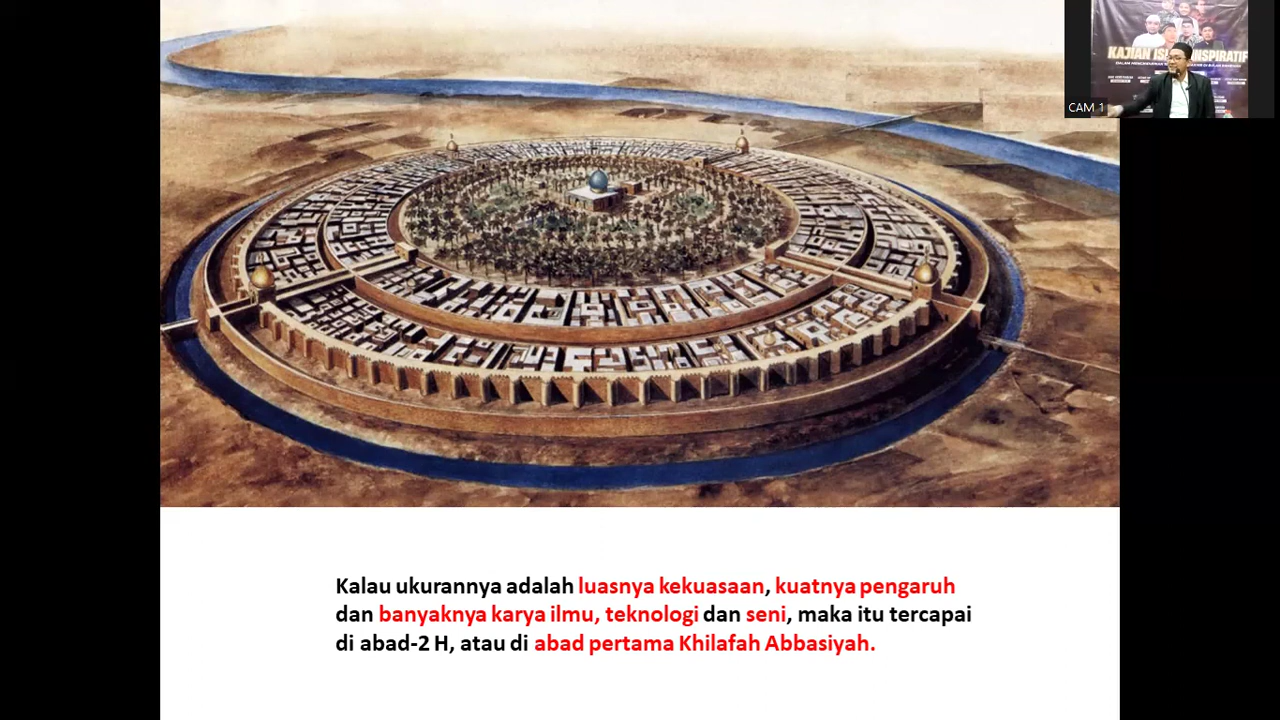 KAJIAN ISLAM INSPIRATIF
CAM 1
Kalau ukurannya adalah luasnya kekuasaan, kuatnya pengaruh
dan banyaknya karya ilmu, teknologi dan seni, maka itu tercapai
di abad-2 H, atau di abad pertama Khilafah Abbasiyah.